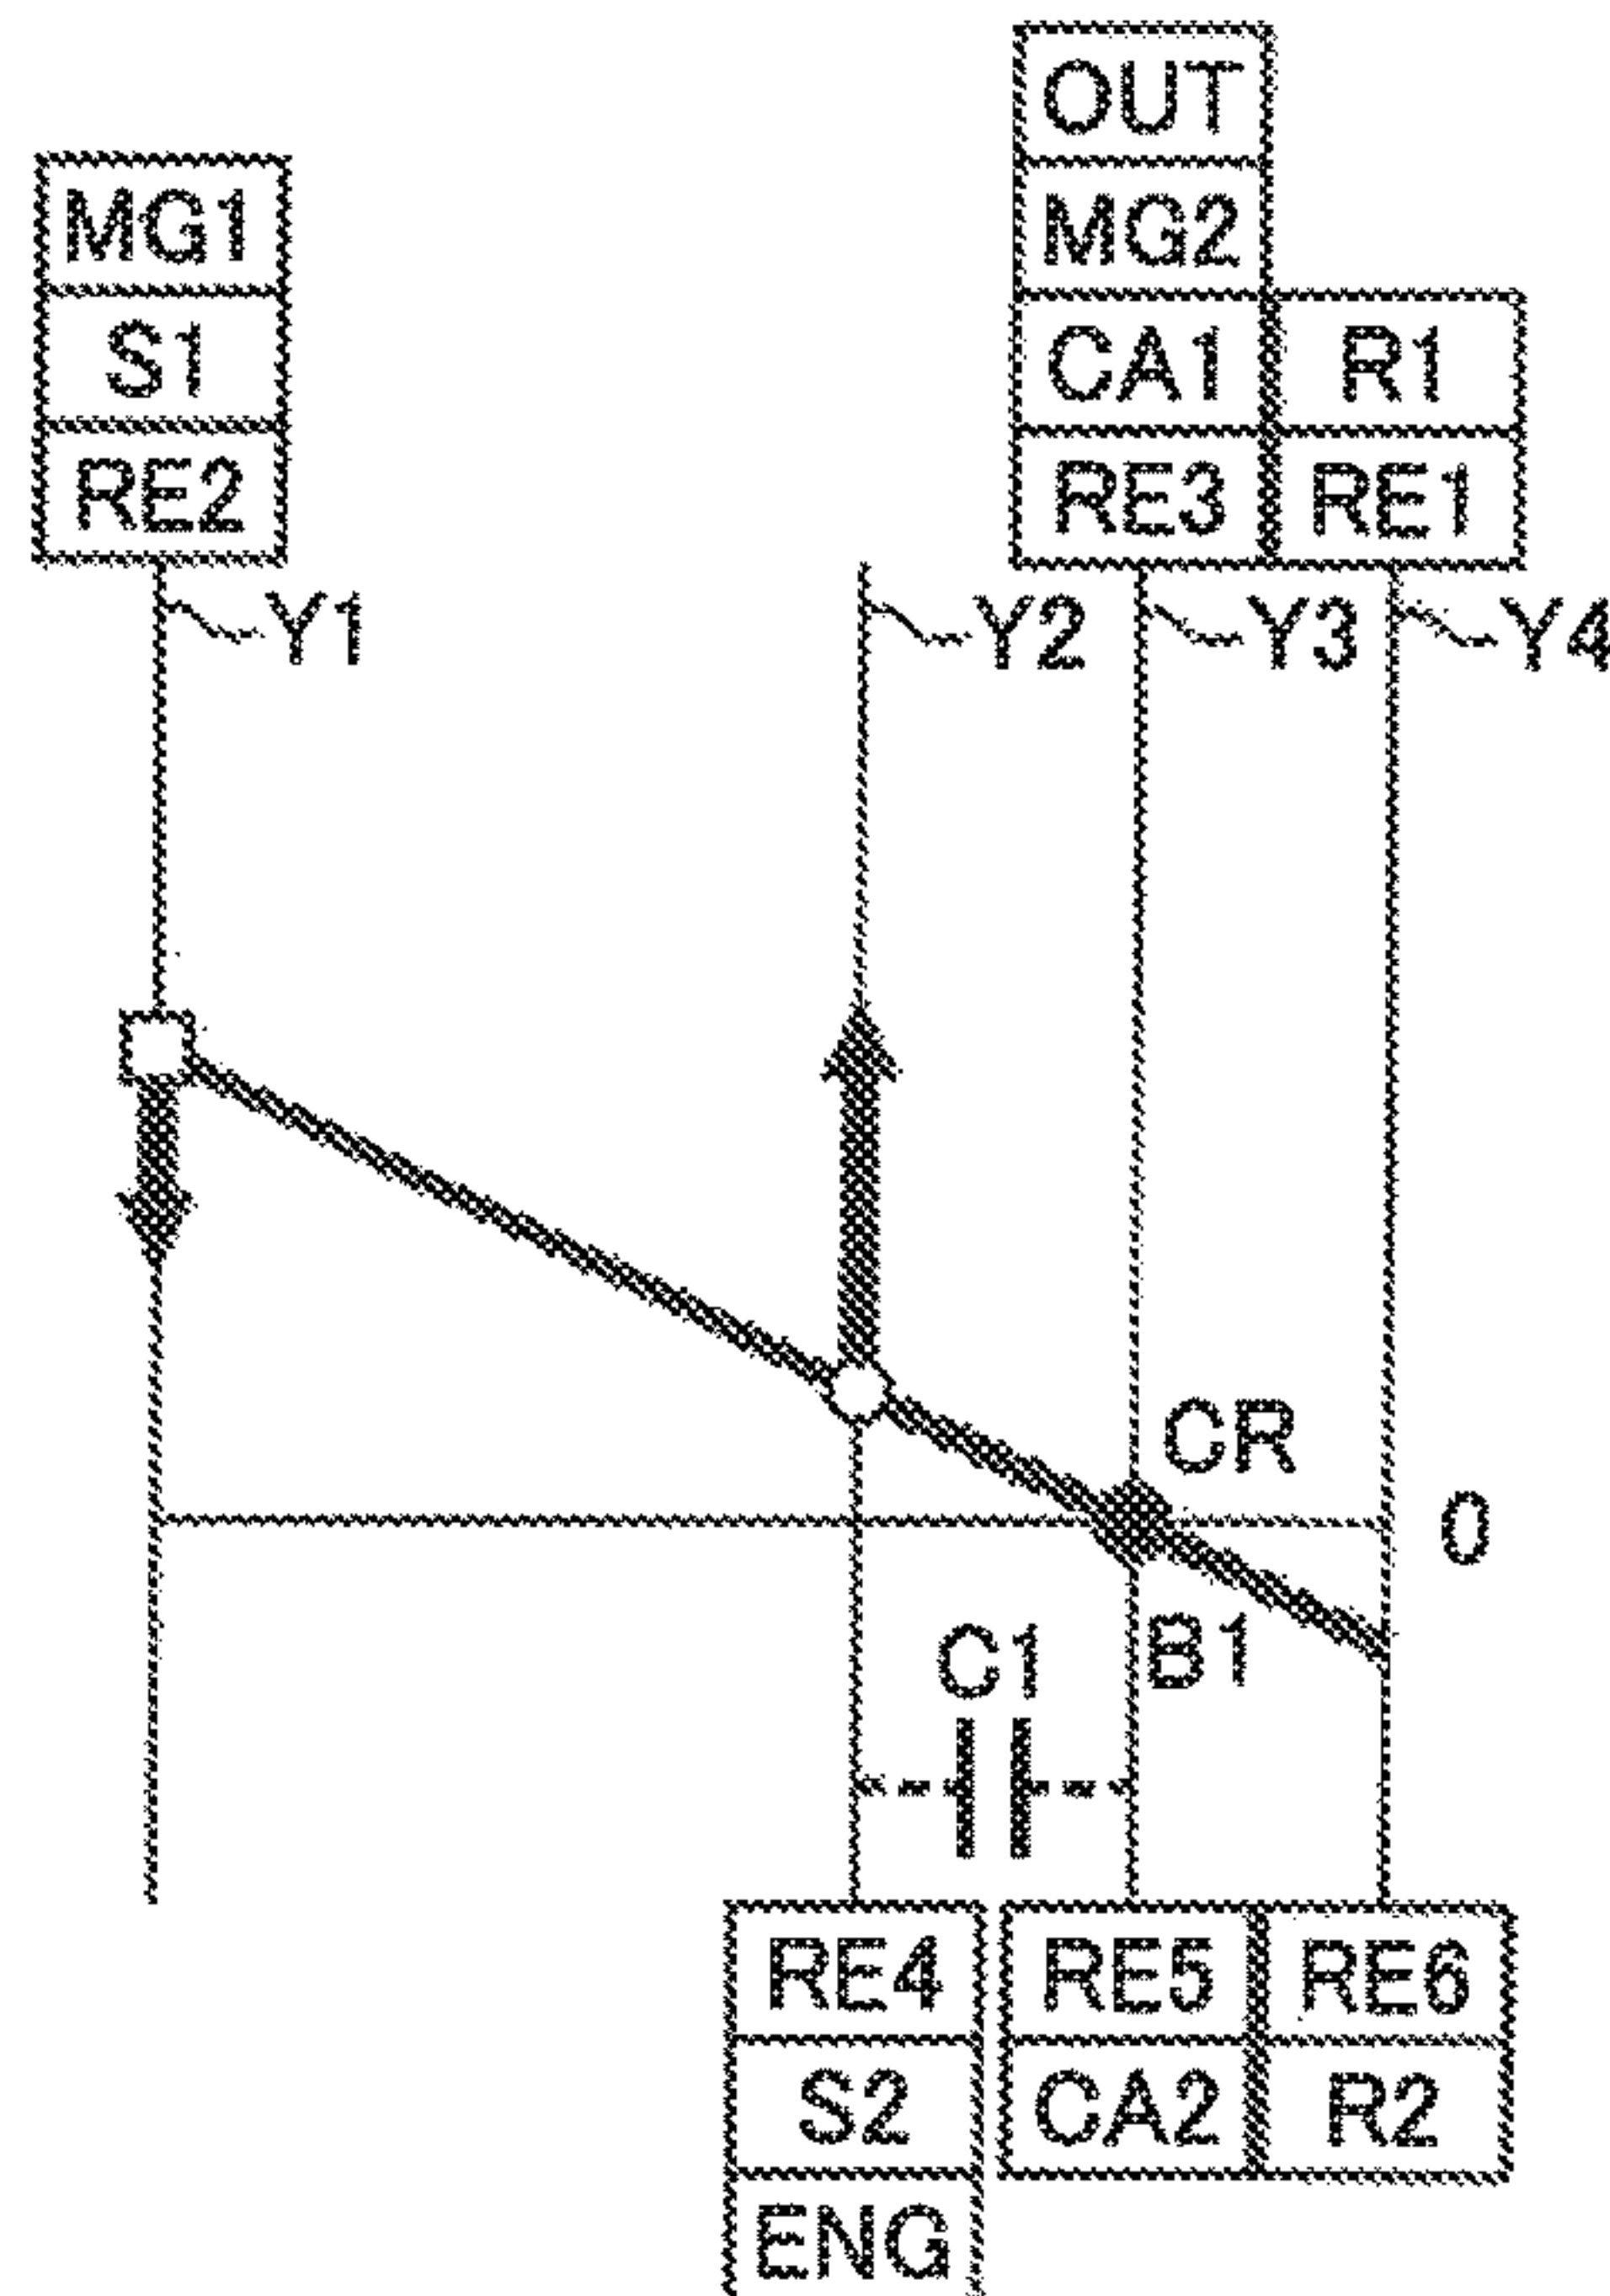 OUT
MG1
MG2
S1
CA1
R1
RE2
RE3
RE1
Y1
Y2
Y3
Y4
CR
0
C1
B1
RE4
RE5
RE6
S2
CA2
R2
ENG